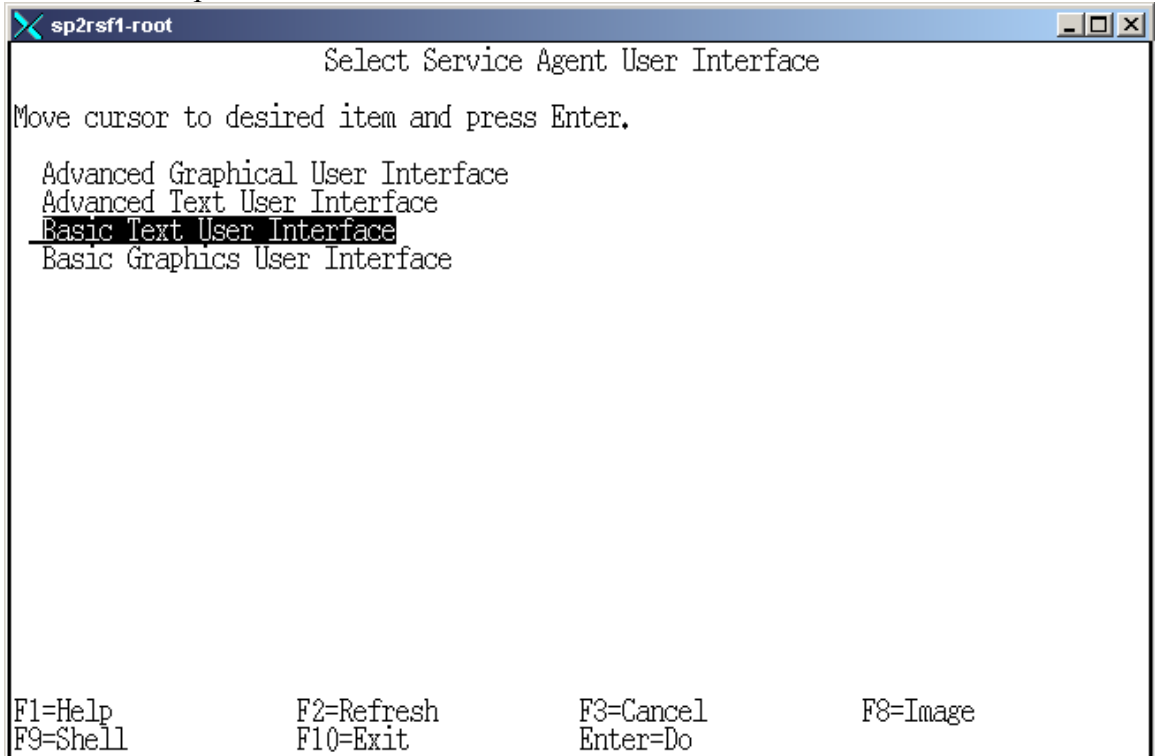 sp2rsf1-root
Select Service Agent User Interface
Move cursor to desired item and press Enter.
Advanced Graphical User Interface
Advanced Text User Interface
Basic Text User Interface
Basic Graphics User Interface
F1=Help F2=Refresh F3=Cancel F8=Image
F9=Shell F10=Exit Enter=Do